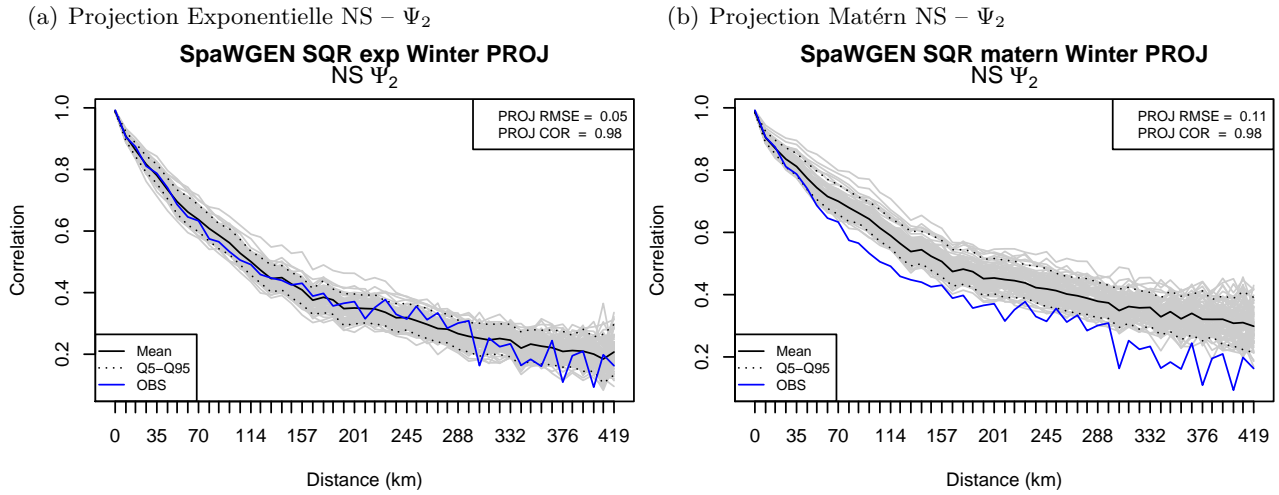 (a) Projection Exponentielle NS – Ψ2
SpaWGEN SQR exp Winter PROJ
NS Ψ2
PROJ RMSE = 0.05
PROJ COR = 0.98
Correlation
1.0
0.8
0.6
0.4
0.2
Mean
Q5−Q95
OBS
0 35 70 114 157 201 245 288 332 376 419
Distance (km)
(b) Projection Matérn NS – Ψ2
SpaWGEN SQR matern Winter PROJ
NS Ψ2
PROJ RMSE = 0.11
PROJ COR = 0.98
Correlation
1.0
0.8
0.6
0.4
0.2
Mean
Q5−Q95
OBS
0 35 70 114 157 201 245 288 332 376 419
Distance (km)